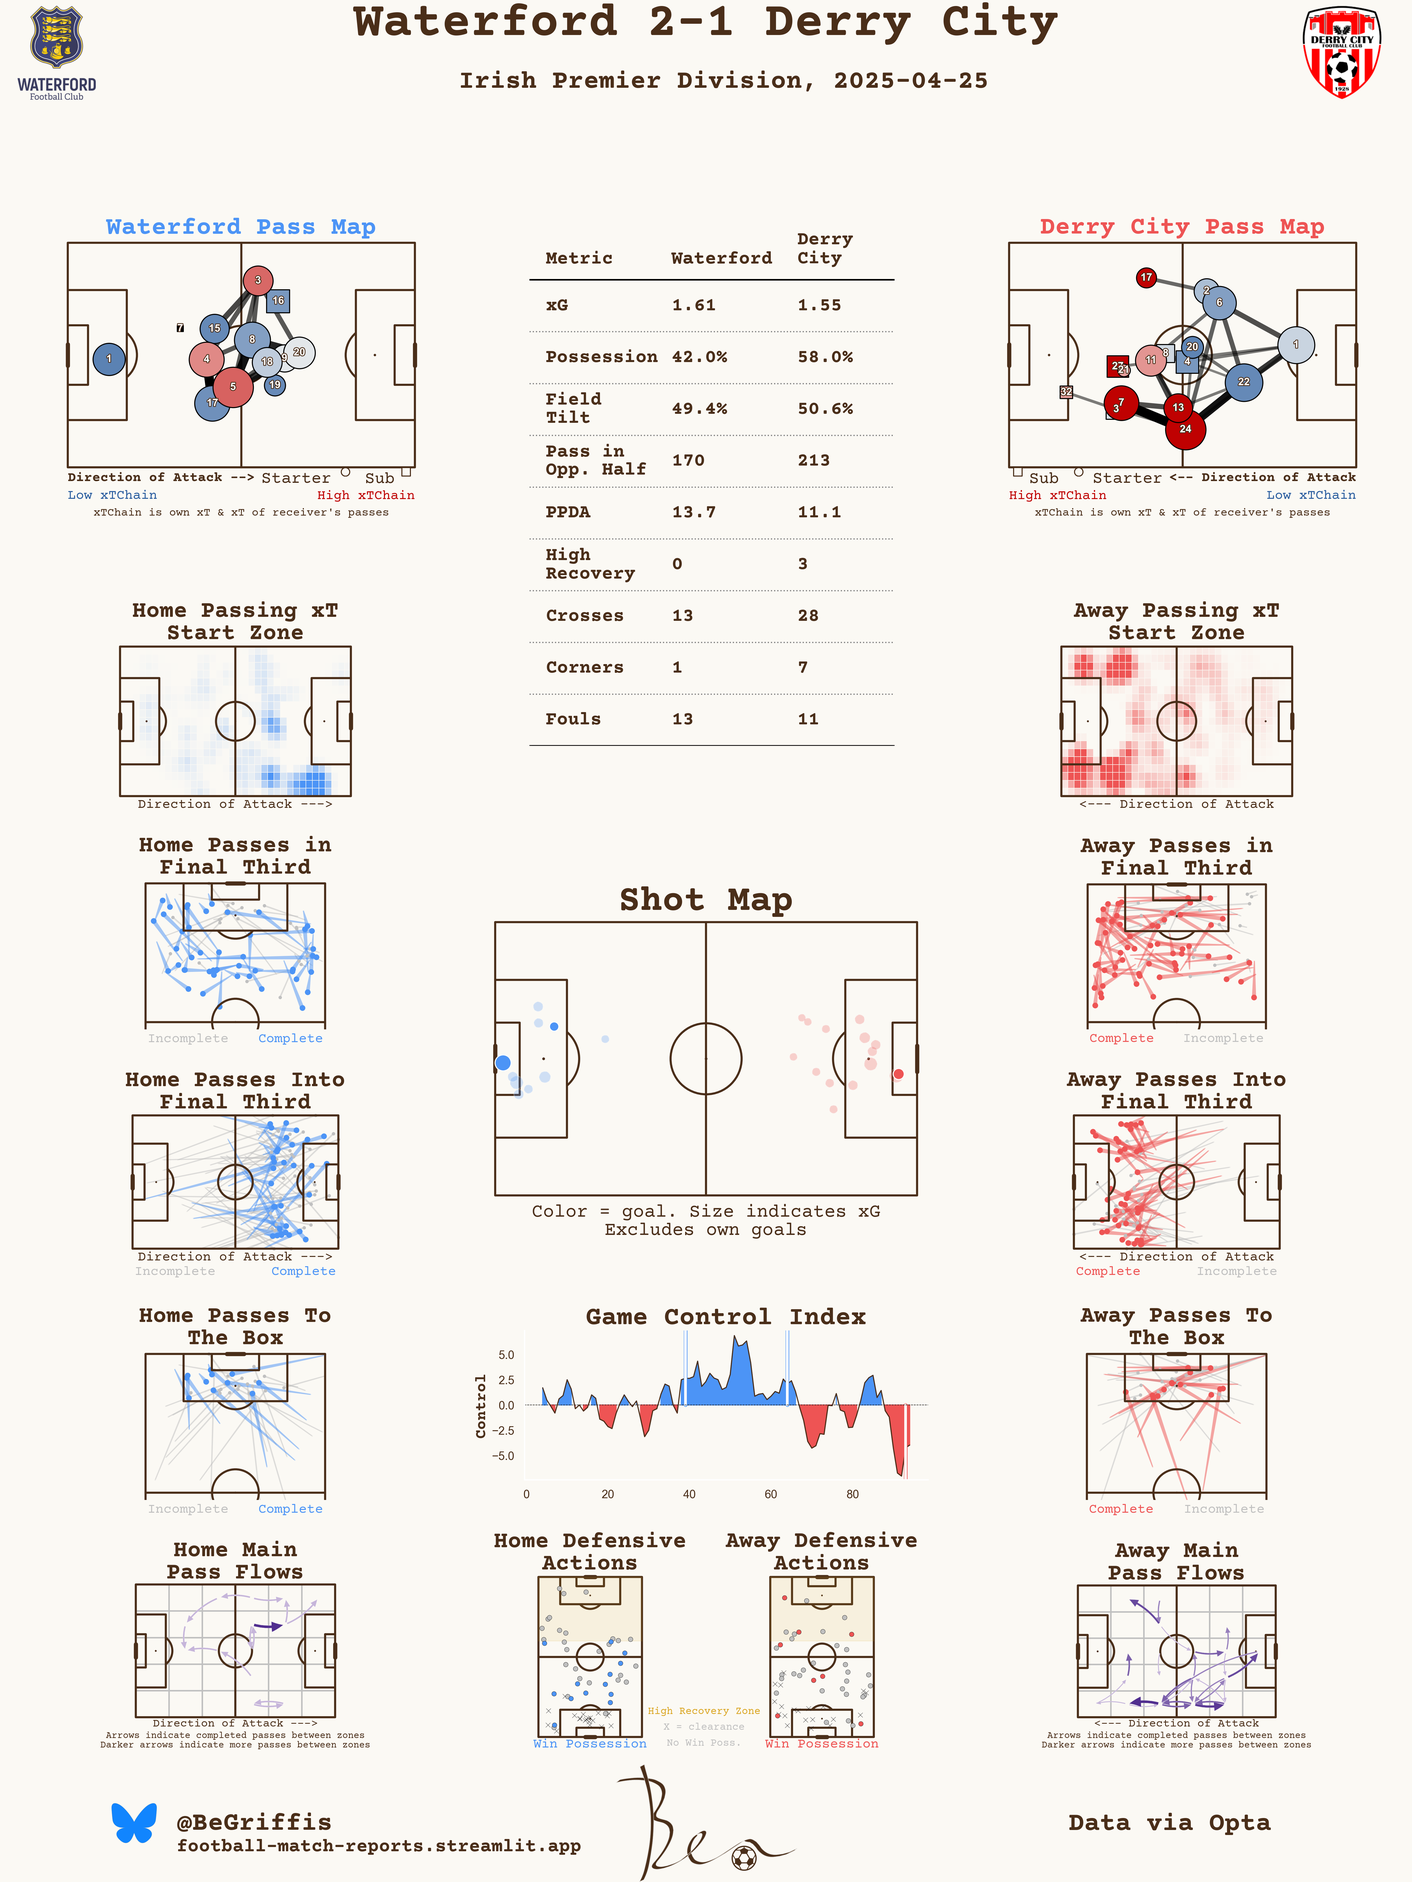 Waterford 2-1 Derry City
Irish Premier Division, 2025-04-25
WATERFORD
Football Club
DERRY CITY
FOOTBALL CLUB
1928
Waterford Pass Map
3
16
15
8
7
1
4
18
9
20
5
19
17
Direction of Attack --> Starter Sub
Low xTChain High xTChain
xTChain is own xT & xT of receiver's passes
Metric Waterford Derry City
xG 1.61 1.55
Possession 42.0% 58.0%
Field Tilt 49.4% 50.6%
Pass in Opp. Half 170 213
PPDA 13.7 11.1
High Recovery 0 3
Crosses 13 28
Corners 1 7
Fouls 13 11
Derry City Pass Map
17
2
6
1
20
8
11
4
21
22
32
7
3
13
24
Sub Starter <-- Direction of Attack
High xTChain Low xTChain
xTChain is own xT & xT of receiver's passes
Home Passing xT
Start Zone
Direction of Attack --->
Away Passing xT
Start Zone
<--- Direction of Attack
Home Passes in
Final Third
Incomplete Complete
Away Passes in
Final Third
Complete Incomplete
Shot Map
Color = goal. Size indicates xG
Excludes own goals
Home Passes Into
Final Third
Direction of Attack --->
Incomplete Complete
Away Passes Into
Final Third
<--- Direction of Attack
Complete Incomplete
Home Passes To
The Box
Incomplete Complete
Game Control Index
Control
5.0
2.5
0.0
−2.5
−5.0
0 20 40 60 80
Away Passes To
The Box
Complete Incomplete
Home Main
Pass Flows
Direction of Attack --->
Arrows indicate completed passes between zones
Darker arrows indicate more passes between zones
Home Defensive
Actions
Win Possession
High Recovery Zone
X = clearance
No Win Poss.
Away Defensive
Actions
Win Possession
Away Main
Pass Flows
<--- Direction of Attack
Arrows indicate completed passes between zones
Darker arrows indicate more passes between zones
@BeGriffis
football-match-reports.streamlit.app
Ben
Data via Opta